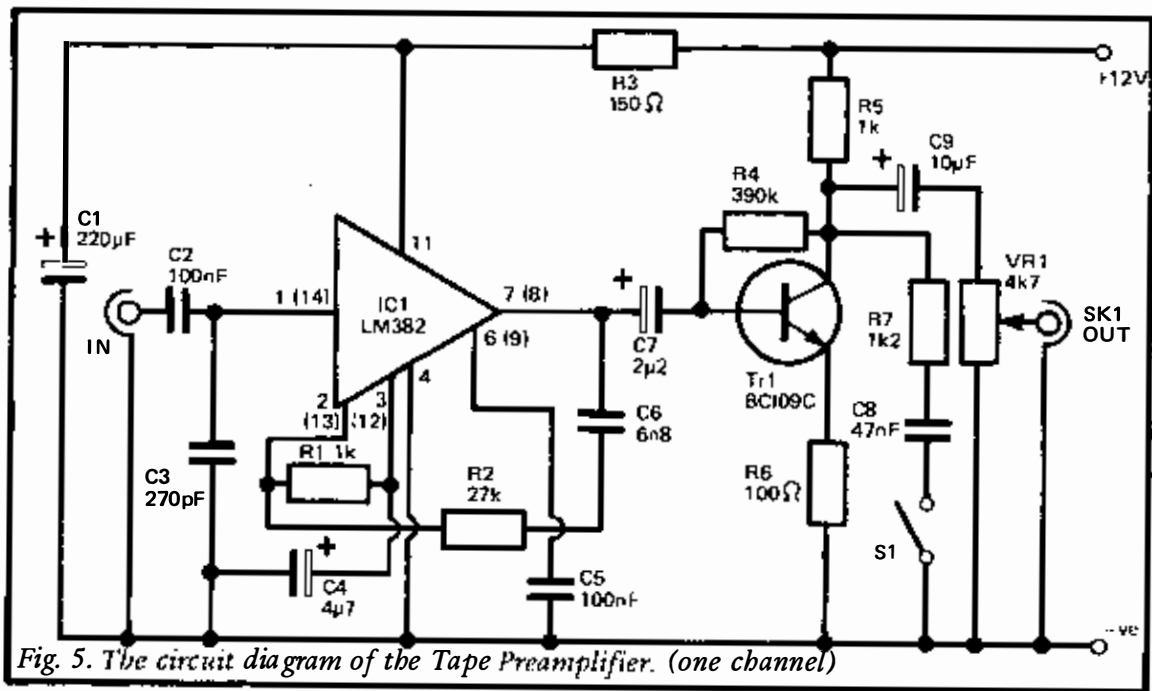 R3
150Ω
+12V
R5
1k
C9
10μF
R4
390k
+
C1
220μF
+
C2
100nF
11
1 (14)
IC1
LM382
7 (8)
6 (9)
+
VR1
4k7
SK1
OUT
IN
R7
1k2
C7
2μ2
4
2
(13)
3
(12)
Tr1
BC109C
C6
6n8
C8
47nF
R1 1k
C3
270pF
R2
27k
R6
100Ω
+
S1
C4
4μ7
C5
100nF
-ve
Fig. 5. The circuit diagram of the Tape Preamplifier. (one channel)